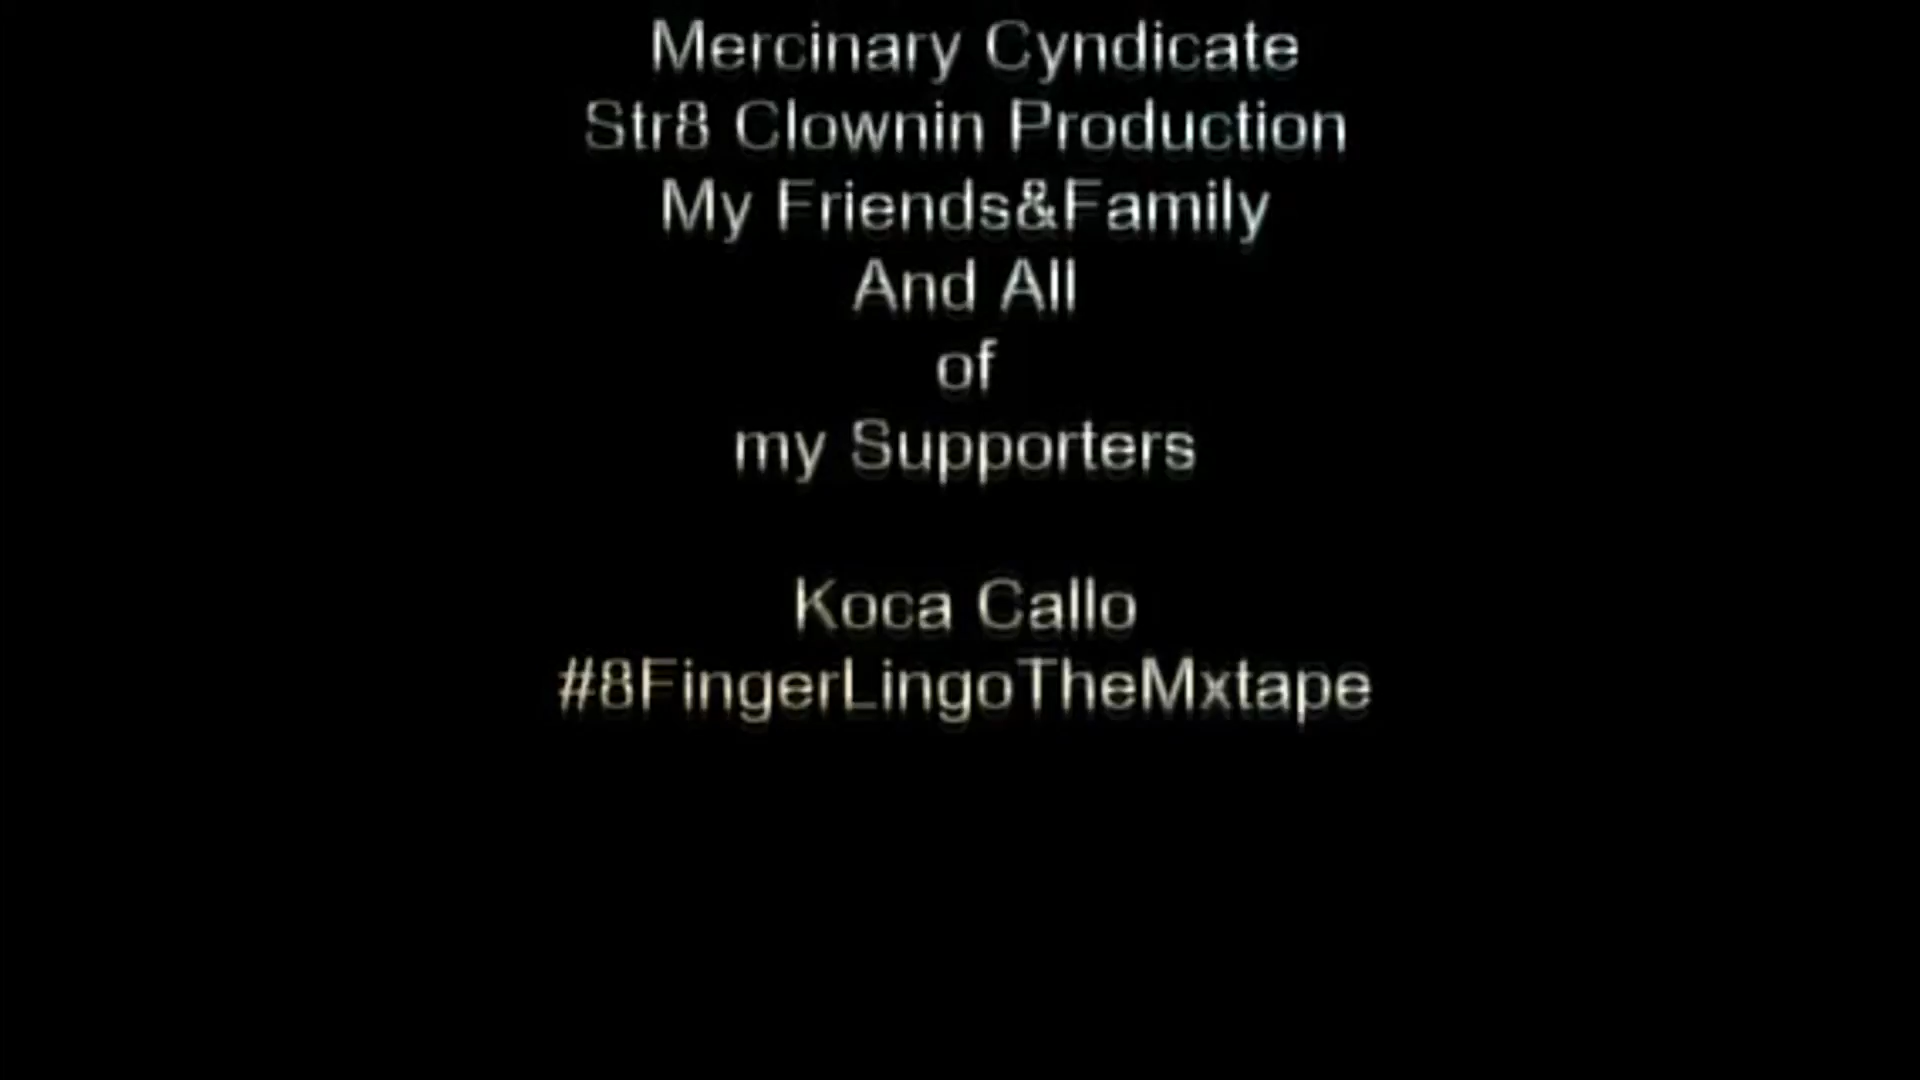 Mercinary Cyndicate
Str8 Clownin Production
My Friends&Family
And All
of
my Supporters
Koca Callo
#8FingerLingoTheMxtape